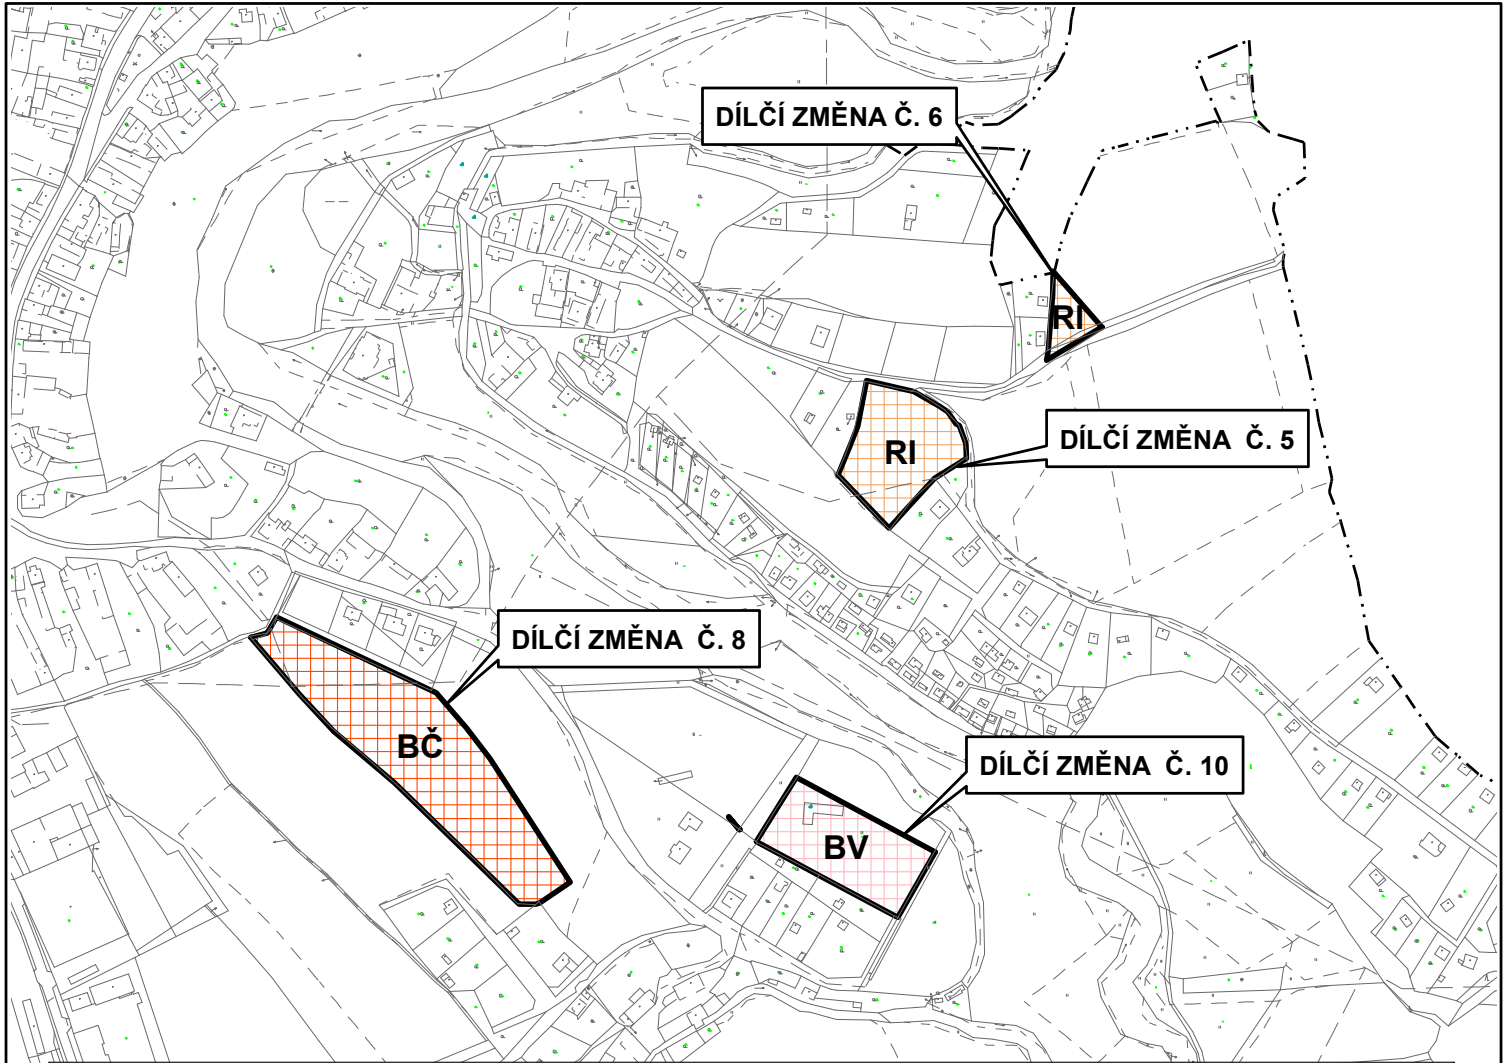 DÍLČÍ ZMĚNA Č. 6
RI
DÍLČÍ ZMĚNA Č. 5
RI
DÍLČÍ ZMĚNA Č. 8
BČ
DÍLČÍ ZMĚNA Č. 10
BV